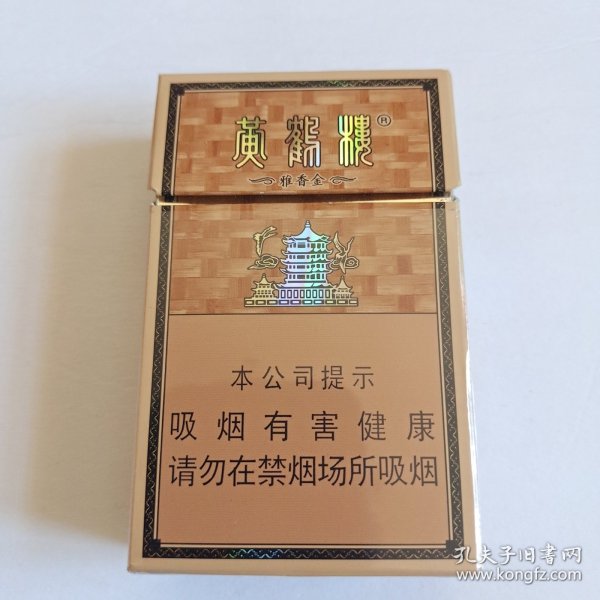 黄鹤楼®
雅香金
本公司提示
吸烟有害健康
请勿在禁烟场所吸烟
孔夫子旧書网
www.kongfz.com